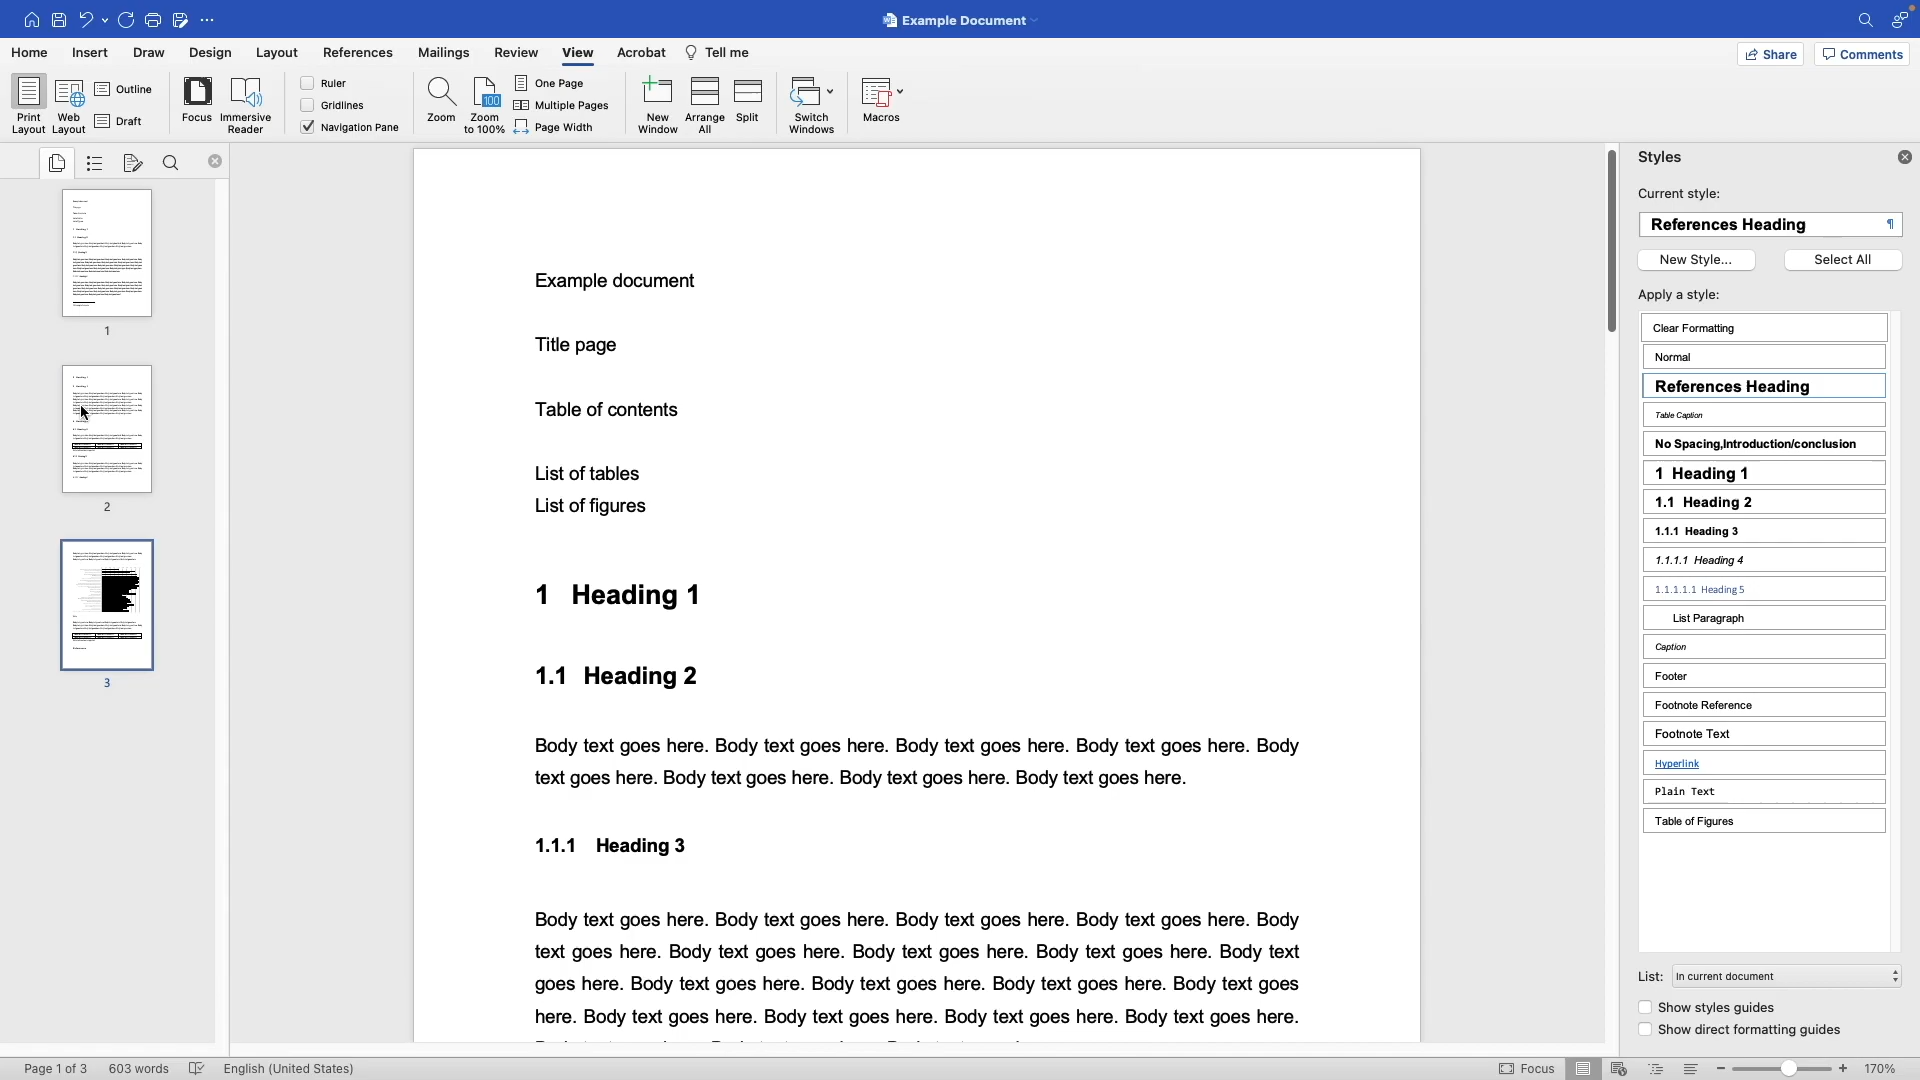 Example Document
Home Insert Draw Design Layout References Mailings Review View Acrobat Tell me
Share Comments
Print Layout
Web Layout
Outline
Draft
Focus
Immersive Reader
Ruler
Gridlines
Navigation Pane
Zoom
100
Zoom to 100%
One Page
Multiple Pages
Page Width
New Window
Arrange All
Split
Switch Windows
Macros
1
2
3
Example document
Title page
Table of contents
List of tables
List of figures
1 Heading 1
1.1 Heading 2
Body text goes here. Body text goes here. Body text goes here. Body text goes here. Body
text goes here. Body text goes here. Body text goes here. Body text goes here.
1.1.1 Heading 3
Body text goes here. Body text goes here. Body text goes here. Body text goes here. Body
text goes here. Body text goes here. Body text goes here. Body text goes here. Body text
goes here. Body text goes here. Body text goes here. Body text goes here. Body text goes
here. Body text goes here. Body text goes here. Body text goes here. Body text goes here.
Styles
Current style:
References Heading ¶
New Style... Select All
Apply a style:
Clear Formatting
Normal
References Heading
Table Caption
No Spacing,Introduction/conclusion
1 Heading 1
1.1 Heading 2
1.1.1 Heading 3
1.1.1.1 Heading 4
1.1.1.1.1 Heading 5
List Paragraph
Caption
Footer
Footnote Reference
Footnote Text
Hyperlink
Plain Text
Table of Figures
List: In current document
Show styles guides
Show direct formatting guides
Page 1 of 3 603 words English (United States) Focus 170%